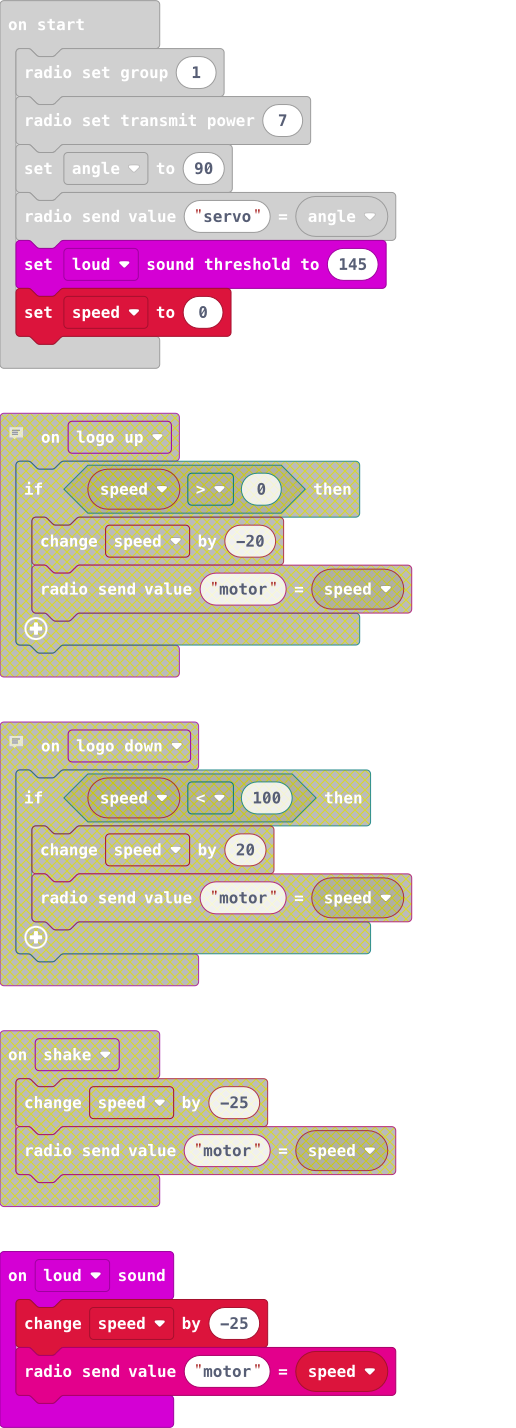 on start
radio set group 1
radio set transmit power 7
set angle to 90
radio send value "servo" = angle
set loud sound threshold to 145
set speed to 0
on logo up
if speed > 0 then
change speed by -20
radio send value "motor" = speed
on logo down
if speed < 100 then
change speed by 20
radio send value "motor" = speed
on shake
change speed by -25
radio send value "motor" = speed
on loud sound
change speed by -25
radio send value "motor" = speed